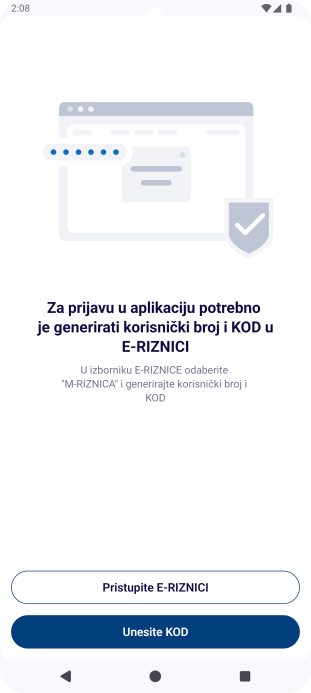 2:08
Za prijavu u aplikaciju potrebno
je generirati korisnički broj i KOD u
E-RIZNICI
U izborniku E-RIZNICE odaberite
"M-RIZNICA" i generirajte korisnički broj i
KOD
Pristupite E-RIZNICI
Unesite KOD